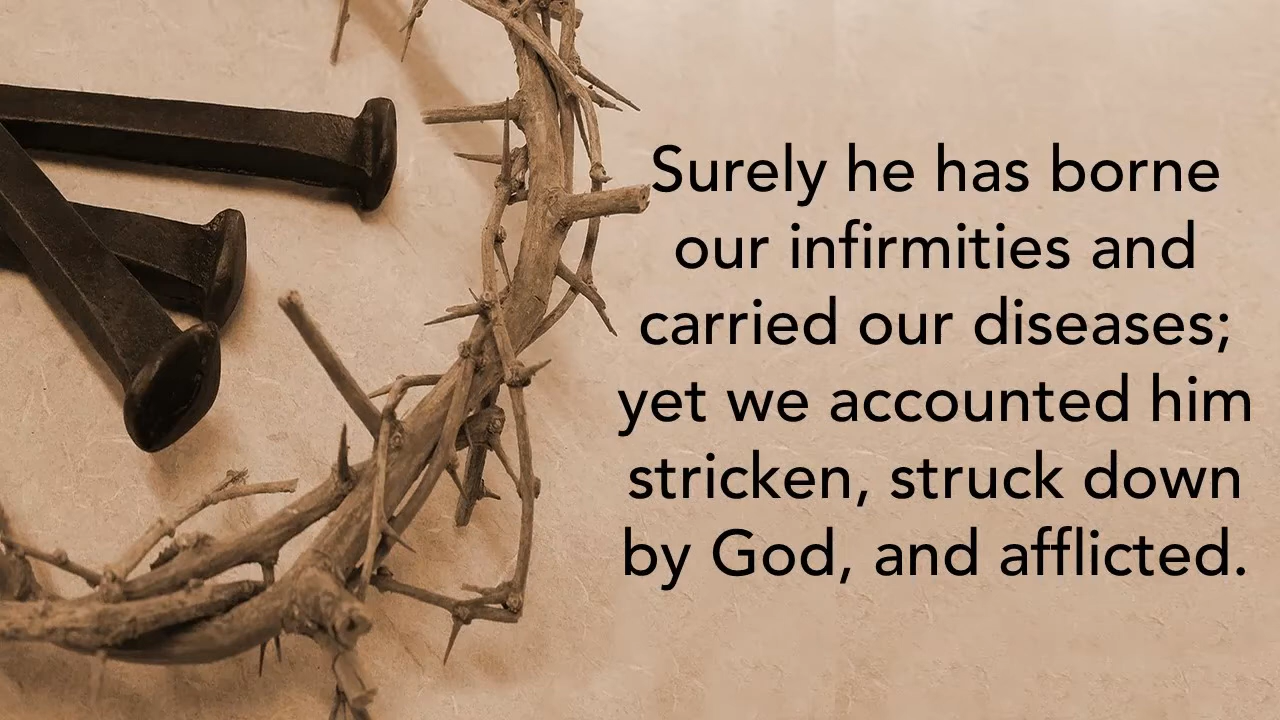 Surely he has borne
our infirmities and
carried our diseases;
yet we accounted him
stricken, struck down
by God, and afflicted.